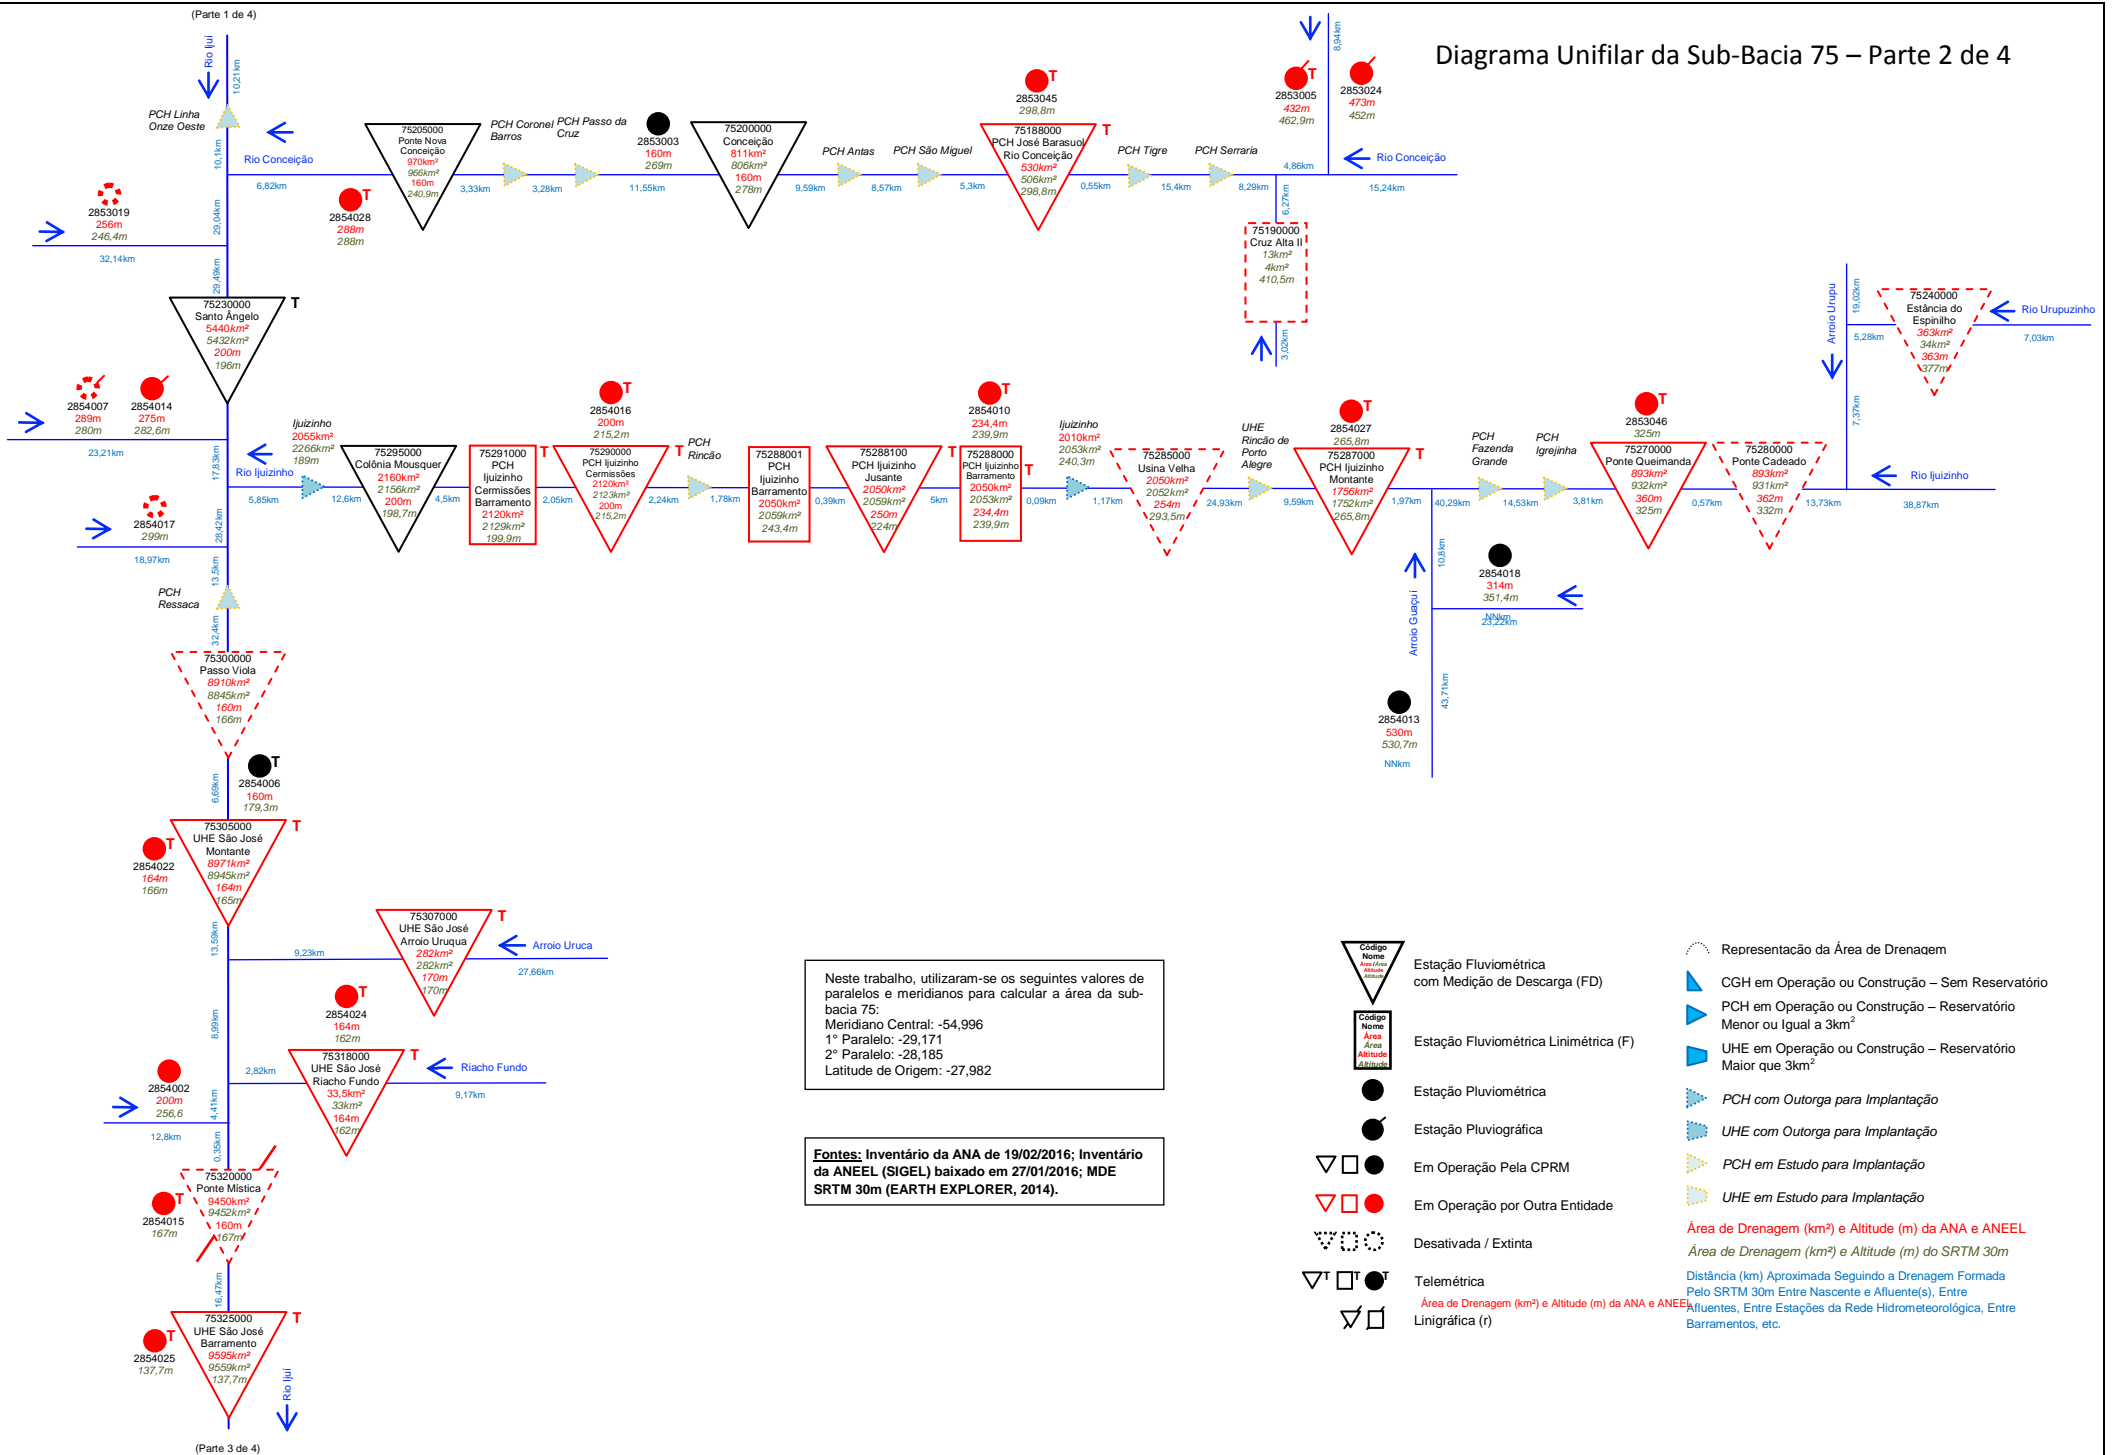 (Parte 1 de 4)
Diagrama Unifilar da Sub-Bacia 75 – Parte 2 de 4
Rio Ijuí
10,21km
PCH Linha
Onze Oeste
10,1km
Rio Conceição
6,82km
2854028
288m
288m
75205000
Ponte Nova
Conceição
970km²
966km²
160m
240,9m
PCH Coronel
Barros
3,33km
PCH Passo da
Cruz
3,28km
2853003
160m
269m
11,55km
75200000
Conceição
811km²
806km²
160m
278m
9,59km
PCH Antas
8,57km
PCH São Miguel
5,3km
T
2853045
298,8m
75188000
PCH José Barasuol
Rio Conceição
530km²
506km²
298,8m
T
0,55km
PCH Tigre
15,4km
PCH Serraria
8,29km
T
2853005
432m
462,9m
8,94km
2853024
473m
452m
4,86km
Rio Conceição
15,24km
6,27km
75190000
Cruz Alta II
13km²
4km²
410,5m
3,02km
2853019
256m
246,4m
32,14km
29,04km
29,49km
75230000
Santo Ângelo
5440km²
5432km²
200m
196m
T
2854007
289m
280m
2854014
275m
282,6m
23,21km
17,83km
Rio Ijuizinho
5,85km
Ijuizinho
2055km²
2266km²
189m
12,6km
75295000
Colônia Mousquer
2160km²
2156km²
200m
198,7m
4,5km
75291000
PCH
Ijuizinho
Cermissões
Barramento
2120km²
2129km²
199,9m
T
2,05km
T
2854016
200m
215,2m
75290000
PCH Ijuizinho
Cermissões
2120km²
2123km²
200m
215,2m
T
2,24km
PCH
Rincão
1,78km
75288001
PCH
Ijuizinho
Barramento
2050km²
2059km²
243,4m
0,39km
75288100
PCH Ijuizinho
Jusante
2050km²
2059km²
250m
224m
T
5km
T
2854010
234,4m
239,9m
75288000
PCH Ijuizinho
Barramento
2050km²
2053km²
234,4m
239,9m
T
0,09km
Ijuizinho
2010km²
2053km²
240,3m
1,17km
75285000
Usina Velha
2050km²
2052km²
254m
293,5m
24,93km
UHE
Rincão de
Porto
Alegre
9,59km
T
2854027
265,8m
75287000
PCH Ijuizinho
Montante
1756km²
1752km²
265,8m
T
1,97km
40,29km
PCH
Fazenda
Grande
14,53km
PCH
Igrejinha
3,81km
T
2853046
325m
75270000
Ponte Queimanda
893km²
932km²
360m
325m
0,57km
75280000
Ponte Cadeado
893km²
931km²
362m
332m
13,73km
Rio Ijuizinho
38,87km
Arroio Urupu
19,02km
5,28km
7,37km
75240000
Estância do
Espinilho
363km²
34km²
363m
377m
Rio Urupuzinho
7,03km
10,8km
Arroio Guaçuí
2854018
314m
351,4m
NNkm
23,22km
43,71km
2854013
530m
530,7m
NNkm
2854017
299m
18,97km
28,42km
13,5km
PCH
Ressaca
32,4km
75300000
Passo Viola
8910km²
8845km²
160m
166m
6,69km
T
2854006
160m
179,3m
T
2854022
164m
166m
75305000
UHE São José
Montante
8971km²
8945km²
164m
165m
T
13,59km
9,23km
75307000
UHE São José
Arroio Uruqua
282km²
282km²
170m
170m
T
Arroio Uruca
27,66km
8,99km
T
2854024
164m
162m
2,82km
75318000
UHE São José
Riacho Fundo
33,5km²
33km²
164m
162m
T
Riacho Fundo
9,17km
2854002
200m
256,6
12,8km
4,41km
0,35km
75320000
Ponte Mística
9450km²
9452km²
160m
167m
T
2854015
167m
16,47km
75325000
UHE São José
Barramento
9595km²
9559km²
137,7m
T
T
2854025
137,7m
Rio Ijuí
(Parte 3 de 4)
Neste trabalho, utilizaram-se os seguintes valores de
paralelos e meridianos para calcular a área da sub-
bacia 75:
Meridiano Central: -54,996
1° Paralelo: -29,171
2° Paralelo: -28,185
Latitude de Origem: -27,982
Fontes: Inventário da ANA de 19/02/2016; Inventário
da ANEEL (SIGEL) baixado em 27/01/2016; MDE
SRTM 30m (EARTH EXPLORER, 2014).
Código
Nome
Área /Área
Altitude
Altitude
Estação Fluviométrica
com Medição de Descarga (FD)
Código
Nome
Área
Área
Altitude
Altitude
Estação Fluviométrica Linimétrica (F)
Estação Pluviométrica
Estação Pluviográfica
Em Operação Pela CPRM
Em Operação por Outra Entidade
Desativada / Extinta
T T T
Telemétrica
Área de Drenagem (km²) e Altitude (m) da ANA e ANEEL
Linigráfica (r)
Representação da Área de Drenagem
CGH em Operação ou Construção – Sem Reservatório
PCH em Operação ou Construção – Reservatório
Menor ou Igual a 3km²
UHE em Operação ou Construção – Reservatório
Maior que 3km²
PCH com Outorga para Implantação
UHE com Outorga para Implantação
PCH em Estudo para Implantação
UHE em Estudo para Implantação
Área de Drenagem (km²) e Altitude (m) da ANA e ANEEL
Área de Drenagem (km²) e Altitude (m) do SRTM 30m
Distância (km) Aproximada Seguindo a Drenagem Formada
Pelo SRTM 30m Entre Nascente e Afluente(s), Entre
Afluentes, Entre Estações da Rede Hidrometeorológica, Entre
Barramentos, etc.